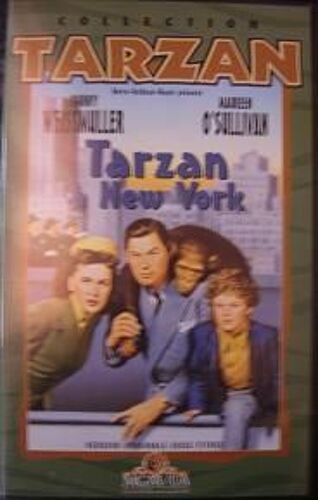 COLLECTION
TARZAN
JOHNNY MAUREEN
WEISSMULLER O'SULLIVAN
Tarzan
New York